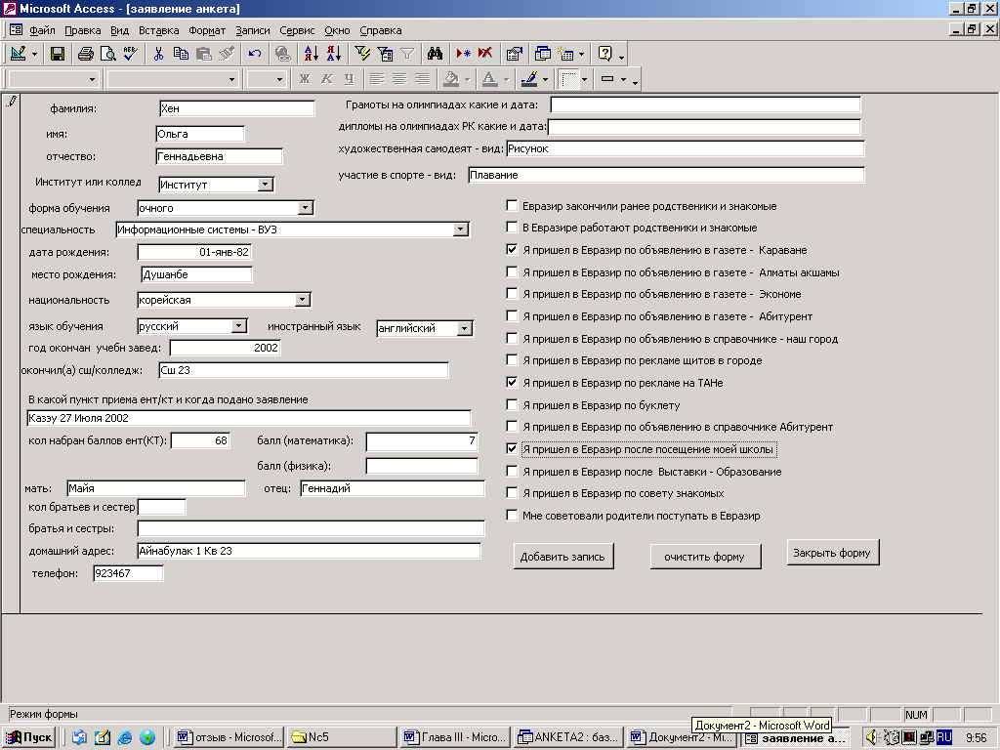 Microsoft Access - [заявление анкета]
Файл Правка Вид Вставка Формат Записи Сервис Окно Справка
фамилия: Хен
имя: Ольга
отчество: Геннадьевна
Институт или коллед Институт
форма обучения очного
специальность Информационные системы - ВУЗ
дата рождения: 01-янв-82
место рождения: Душанбе
национальность корейская
язык обучения русский иностранный язык английский
год окончан учебн завед: 2002
окончил(а) сш/колледж: Сш 23
В какой пункт приема ент/кт и когда подано заявление
Казэу 27 Июля 2002
кол набран баллов ент(КТ): 68 балл (математика): 7
балл (физика):
мать: Майя отец: Геннадий
кол братьев и сестер
братья и сестры:
домашний адрес: Айнабулак 1 Кв 23
телефон: 923467
Грамоты на олимпиадах какие и дата:
дипломы на олимпиадах РК какие и дата:
художественная самодеят - вид: Рисунок
участие в спорте - вид: Плавание
Евразир закончили ранее родственики и знакомые
В Евразире работают родственики и знакомые
Я пришел в Евразир по объявлению в газете - Караване
Я пришел в Евразир по объявлению в газете - Алматы акшамы
Я пришел в Евразир по объявлению в газете - Экономе
Я пришел в Евразир по объявлению в газете - Абитурент
Я пришел в Евразир по объявлению в справочнике - наш город
Я пришел в Евразир по рекламе щитов в городе
Я пришел в Евразир по рекламе на ТАНе
Я пришел в Евразир по буклету
Я пришел в Евразир по объявлению в справочнике Абитурент
Я пришел в Евразир после посещение моей школы
Я пришел в Евразир после Выставки - Образование
Я пришел в Евразир по совету знакомых
Мне советовали родители поступать в Евразир
Добавить запись очистить форму Закрыть форму
Режим формы NUM
Документ2 - Microsoft Word
Пуск отзыв - Microsof... Nc5 Глава III - Micro... ANKETA2 : баз... Документ2 - Mi... заявление а... RU 9:56